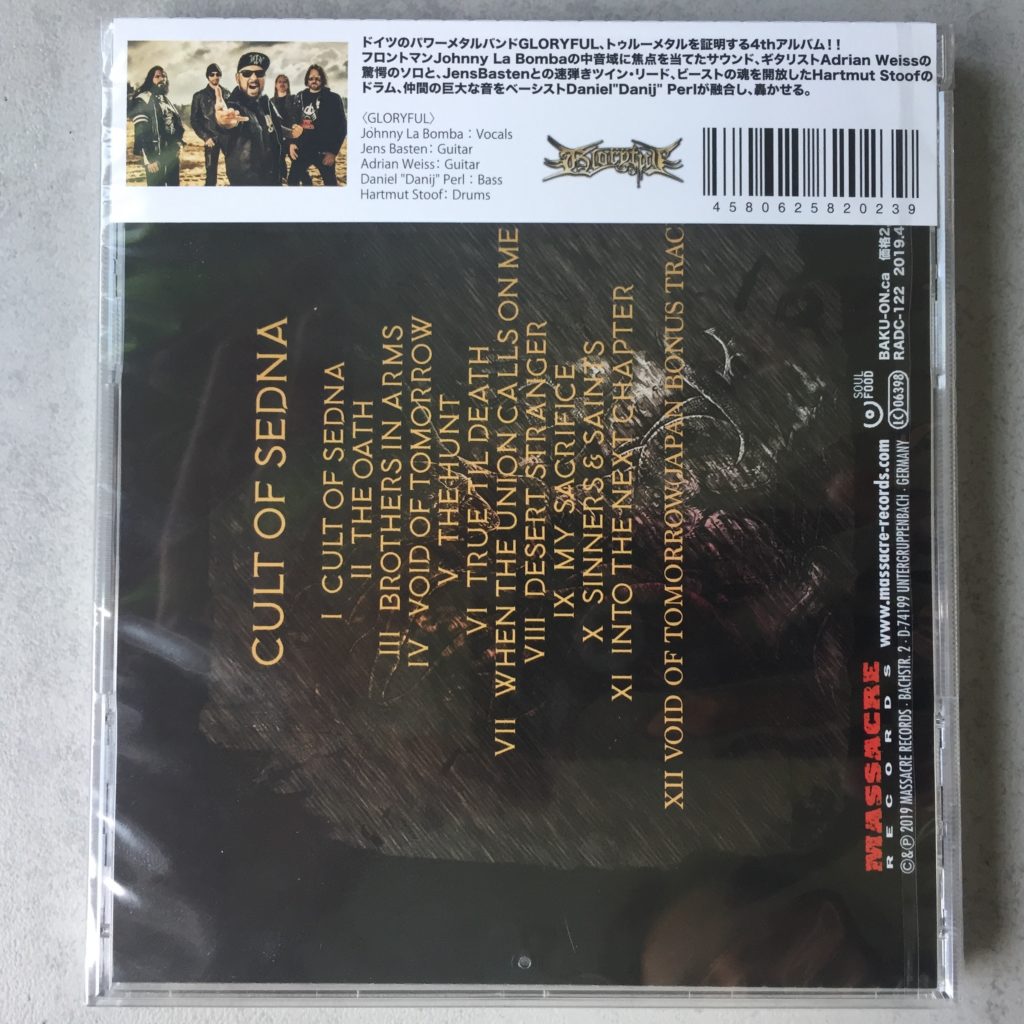 ドイツのパワーメタルバンドGLORYFUL、トゥルーメタルを証明する4thアルバム!!
フロントマンJohnny La Bombaの中音域に焦点を当てたサウンド、ギタリストAdrian Weissの
驚愕のソロと、JensBastenとの速弾きツイン・リード、ビーストの魂を開放したHartmut Stoofの
ドラム、仲間の巨大な音をベーシストDaniel"Danij" Perlが融合し、轟かせる。
〈GLORYFUL〉
Johnny La Bomba : Vocals
Jens Basten: Guitar
Adrian Weiss: Guitar
Daniel "Danij" Perl : Bass
Hartmut Stoof: Drums
Gloryful
4580625820239
CULT OF SEDNA
I CULT OF SEDNA
II THE OATH
III BROTHERS IN ARMS
IV VOID OF TOMORROW
V THE HUNT
VI TRUE 'TIL DEATH
VII WHEN THE UNION CALLS ON ME
VIII DESERT STRANGER
IX MY SACRIFICE
X SINNERS & SAINTS
XI INTO THE NEXT CHAPTER
XII VOID OF TOMORROW(JAPAN BONUS TRAC
MASSACRE
RECORDS
www.massacre-records.com
©&℗ 2019 MASSACRE RECORDS · BACHSTR. 2 · D-74199 UNTERGRUPPENBACH · GERMANY
SOUL
FOOD
LC 06398
BAKU-ON.ca 価格2,
RADC-122 2019.4